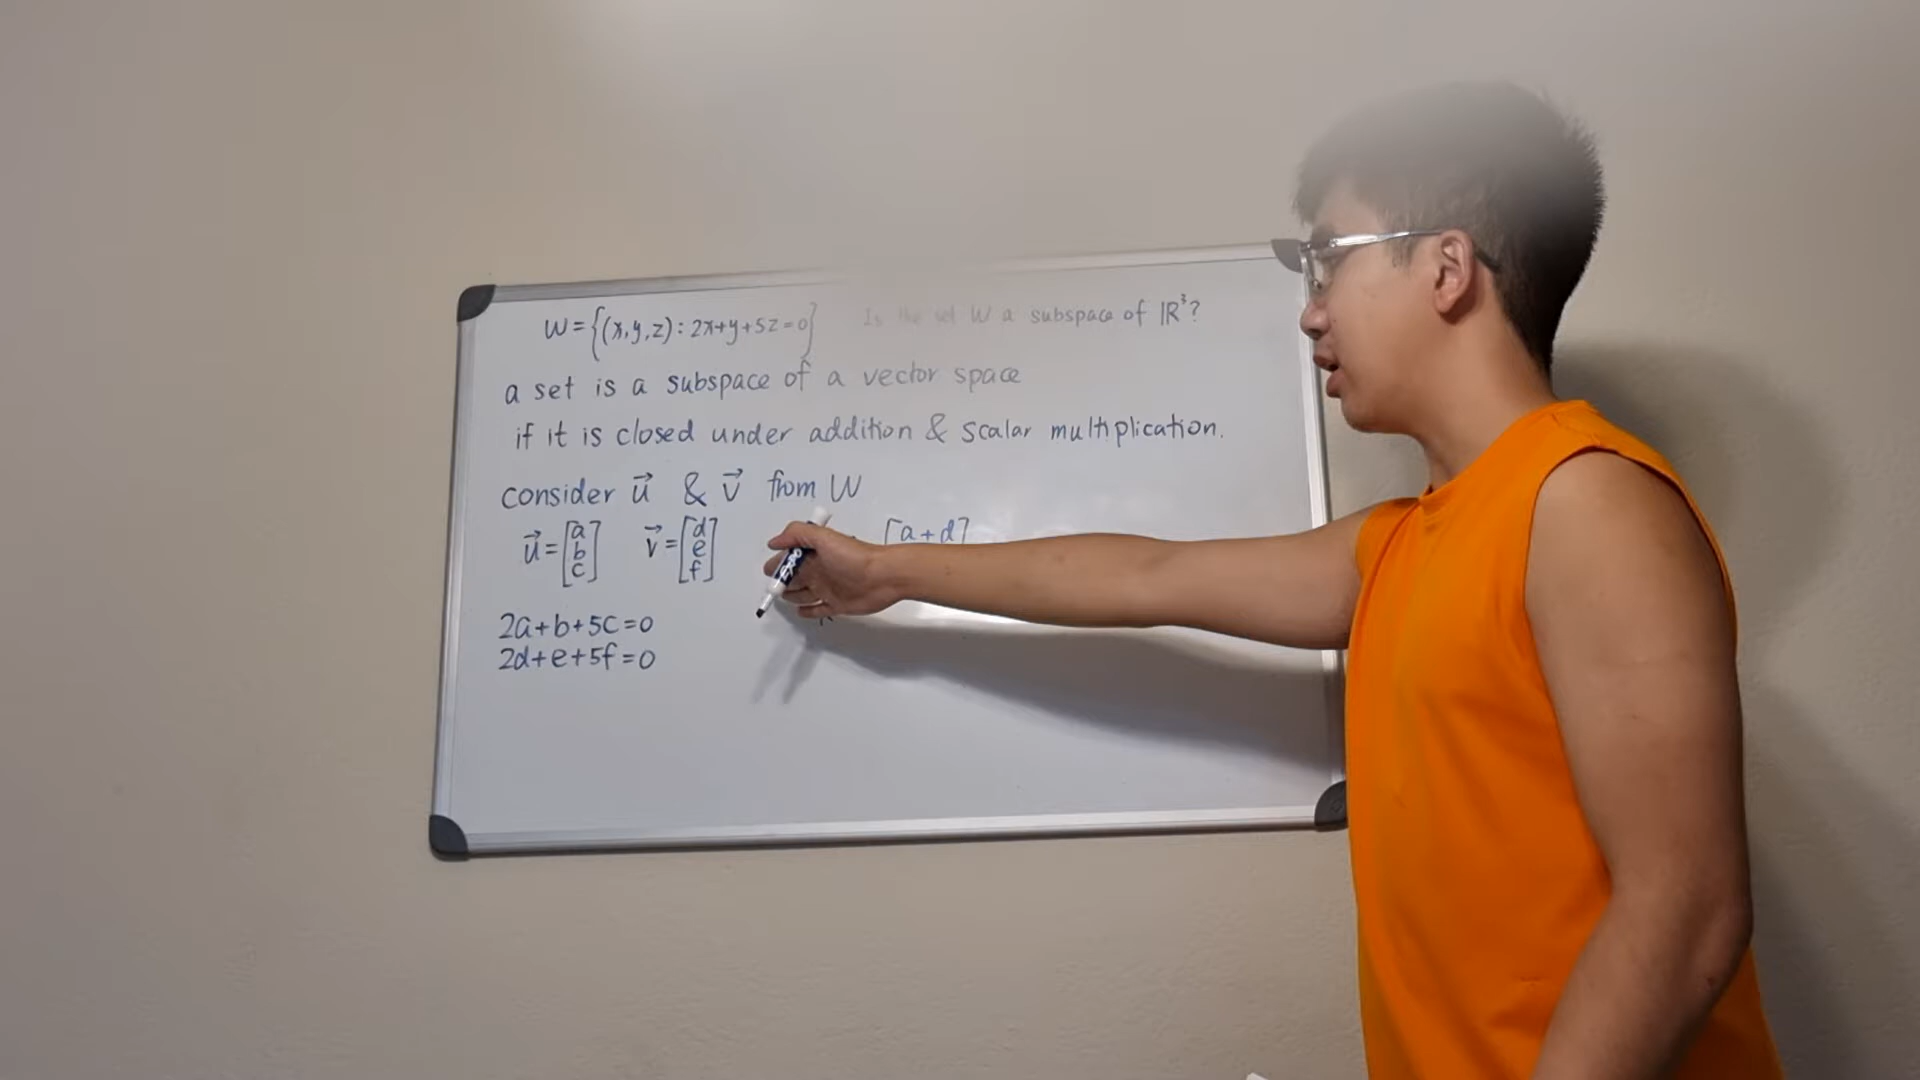 W = {(x,y,z) : 2x+y+5z=0} Is the set W a subspace of ℝ³?
a set is a subspace of a vector space
if it is closed under addition & scalar multiplication.
consider u⃗ & v⃗ from W
u⃗ = [a b c] v⃗ = [d e f] [a+d
2a+b+5c=0
2d+e+5f=0